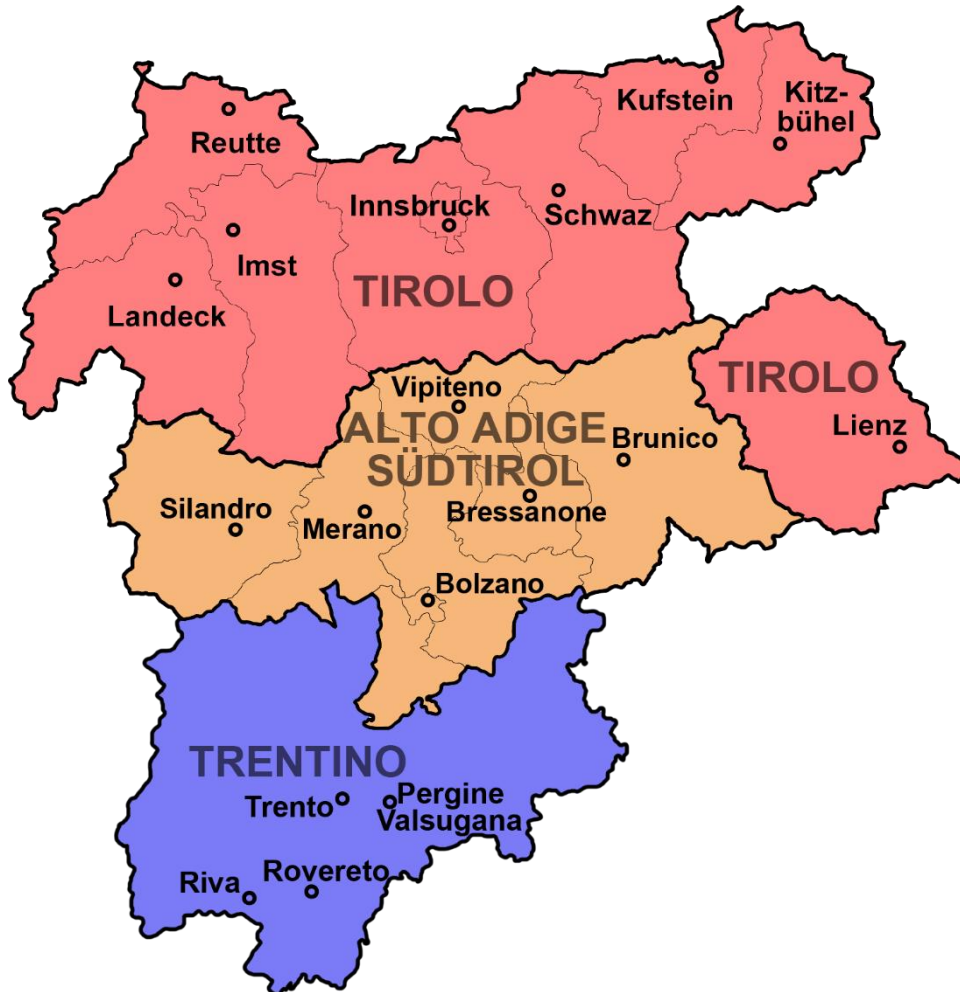 Kufstein
Kitz-
bühel
Reutte
Innsbruck
Schwaz
Imst
Landeck
TIROLO
TIROLO
Lienz
Vipiteno
ALTO ADIGE
SÜDTIROL
Brunico
Silandro
Merano
Bressanone
Bolzano
TRENTINO
Trento
Pergine
Valsugana
Riva
Rovereto